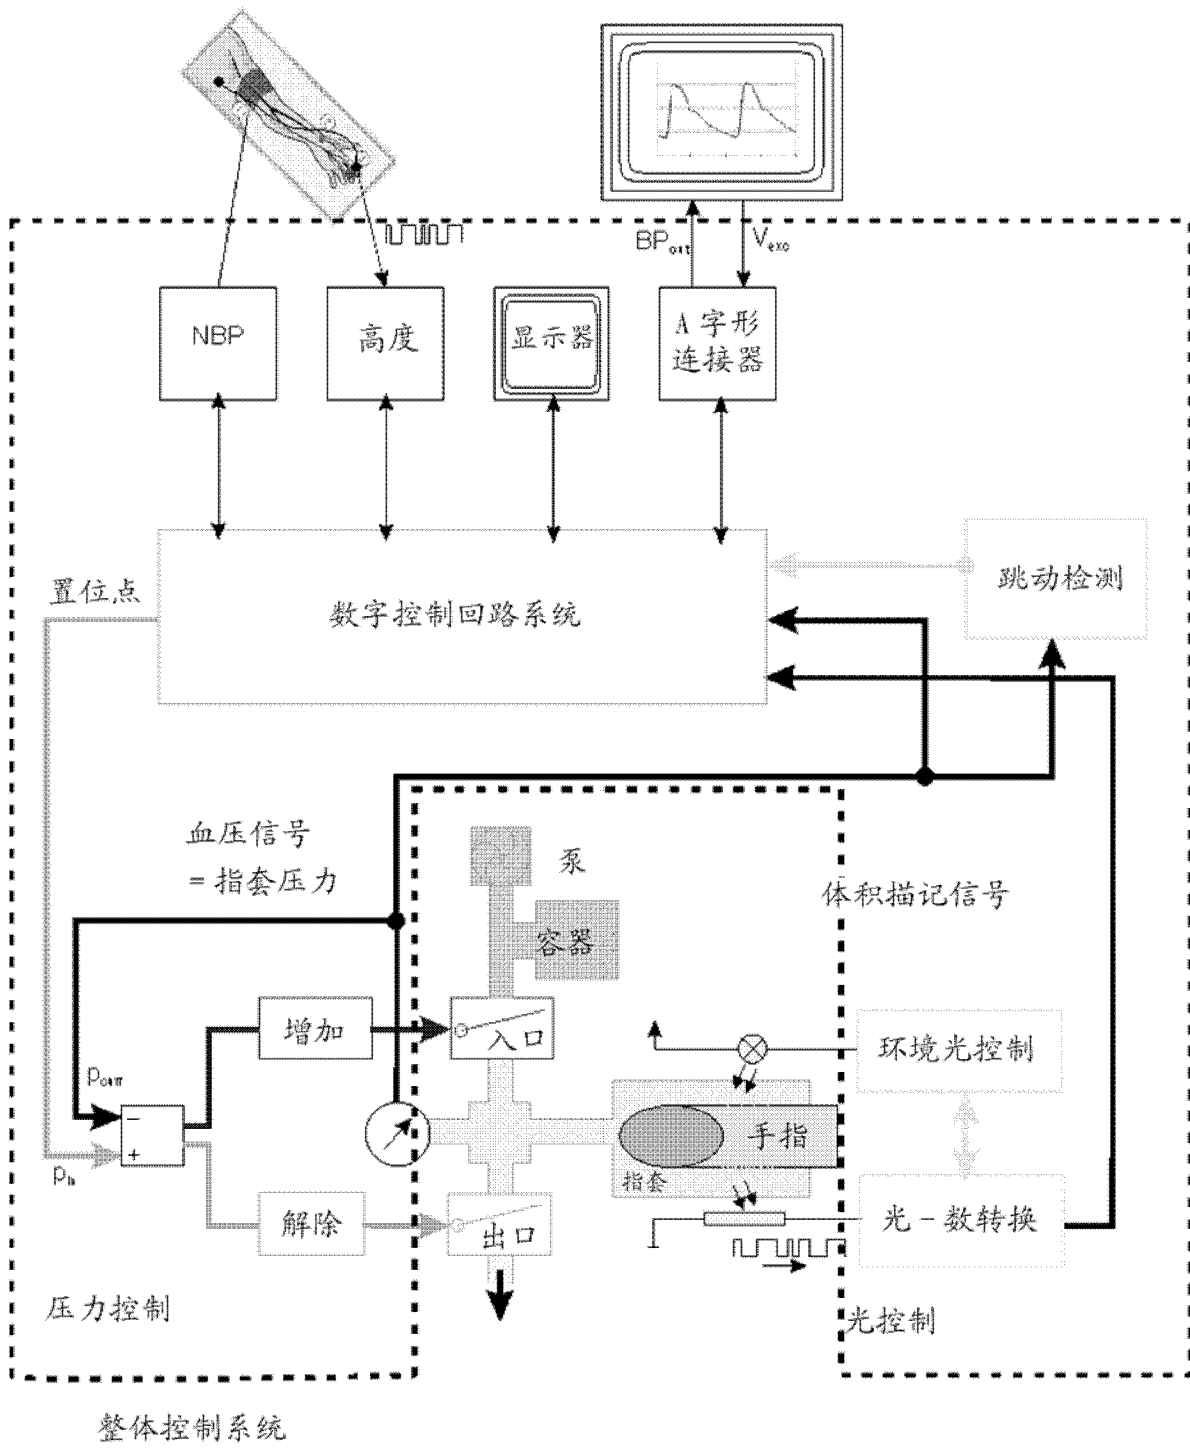 BPout
Vexc
NBP
高度
显示器
A 字形
连接器
置位点
数字控制回路系统
跳动检测
血压信号
= 指套压力
泵
容器
体积描记信号
增加
入口
环境光控制
−
+
手指
指套
解除
出口
光-数转换
压力控制
光控制
整体控制系统